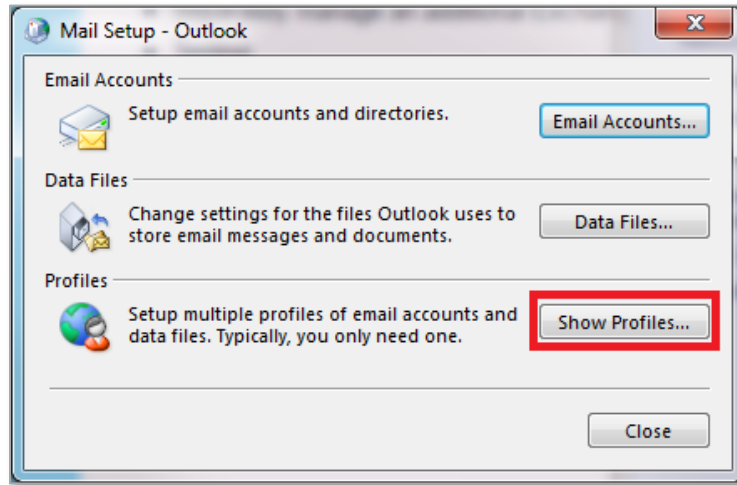 Mail Setup - Outlook
Email Accounts
Setup email accounts and directories.
Email Accounts...
Data Files
Change settings for the files Outlook uses to
store email messages and documents.
Data Files...
Profiles
Setup multiple profiles of email accounts and
data files. Typically, you only need one.
Show Profiles...
Close